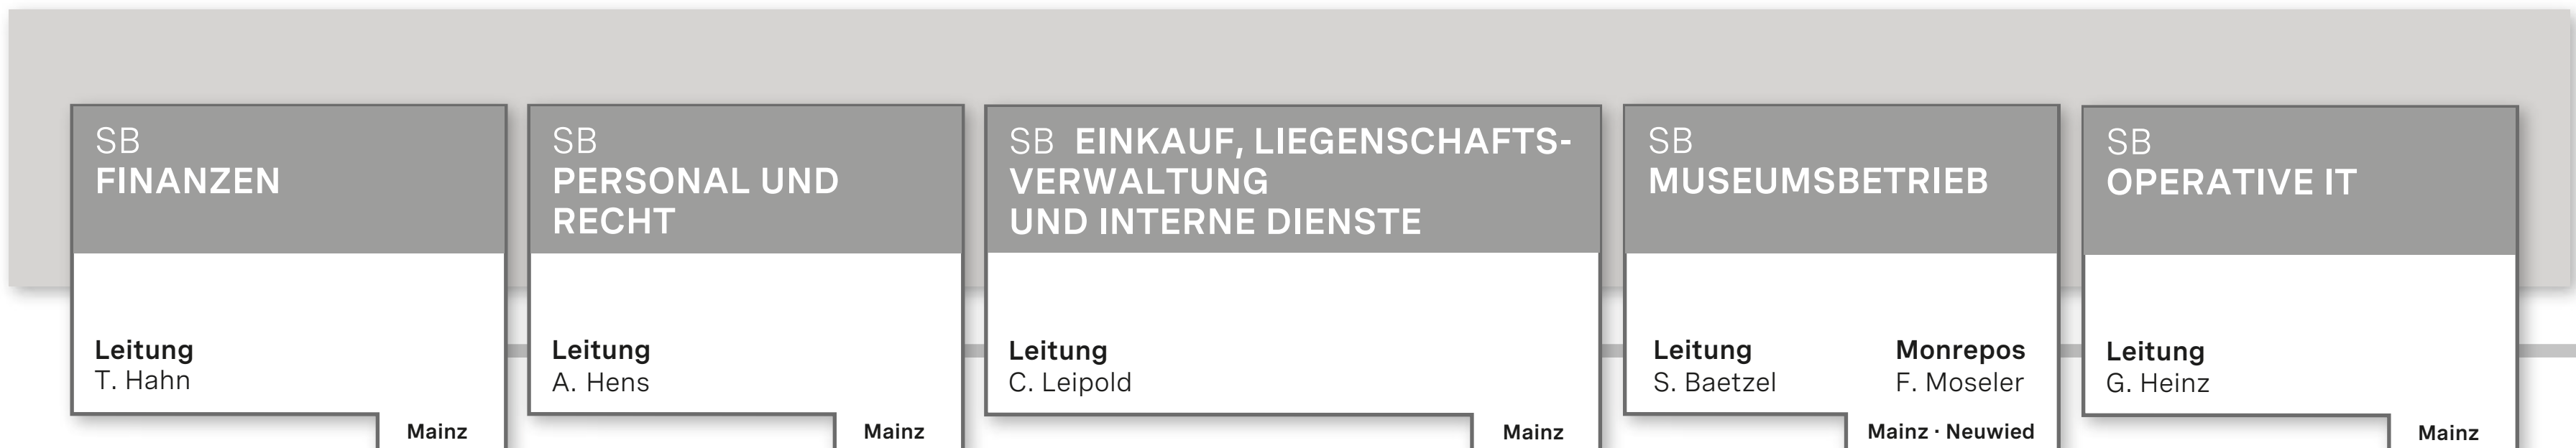 SB
FINANZEN
Leitung
T. Hahn
Mainz
SB
PERSONAL UND
RECHT
Leitung
A. Hens
Mainz
SB EINKAUF, LIEGENSCHAFTS-
VERWALTUNG
UND INTERNE DIENSTE
Leitung
C. Leipold
Mainz
SB
MUSEUMSBETRIEB
Leitung
S. Baetzel
Monrepos
F. Moseler
Mainz · Neuwied
SB
OPERATIVE IT
Leitung
G. Heinz
Mainz